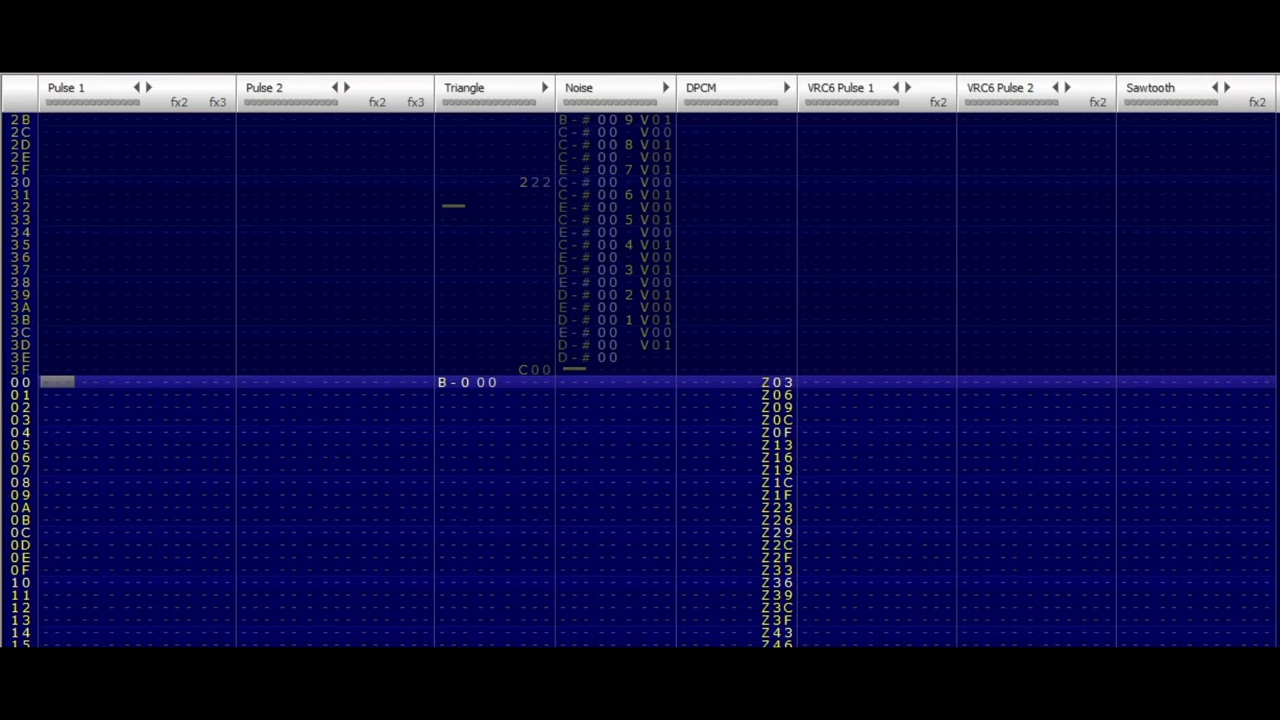 Pulse 1 Pulse 2 Triangle Noise DPCM VRC6 Pulse 1 VRC6 Pulse 2 Sawtooth
fx2 fx3 fx2 fx3 fx2 fx2 fx2
2B B-# 00 9 V01
2C C-# 00 V00
2D C-# 00 8 V01
2E C-# 00 V00
2F E-# 00 7 V01
30 222 C-# 00 V00
31 C-# 00 6 V01
32 E-# 00 V00
33 C-# 00 5 V01
34 E-# 00 V00
35 C-# 00 4 V01
36 E-# 00 V00
37 D-# 00 3 V01
38 E-# 00 V00
39 D-# 00 2 V01
3A E-# 00 V00
3B D-# 00 1 V01
3C E-# 00 V00
3D D-# 00 V01
3E D-# 00
3F C00
00 B-0 00 Z03
01 Z06
02 Z09
03 Z0C
04 Z0F
05 Z13
06 Z16
07 Z19
08 Z1C
09 Z1F
0A Z23
0B Z26
0C Z29
0D Z2C
0E Z2F
0F Z33
10 Z36
11 Z39
12 Z3C
13 Z3F
14 Z43
15 Z46